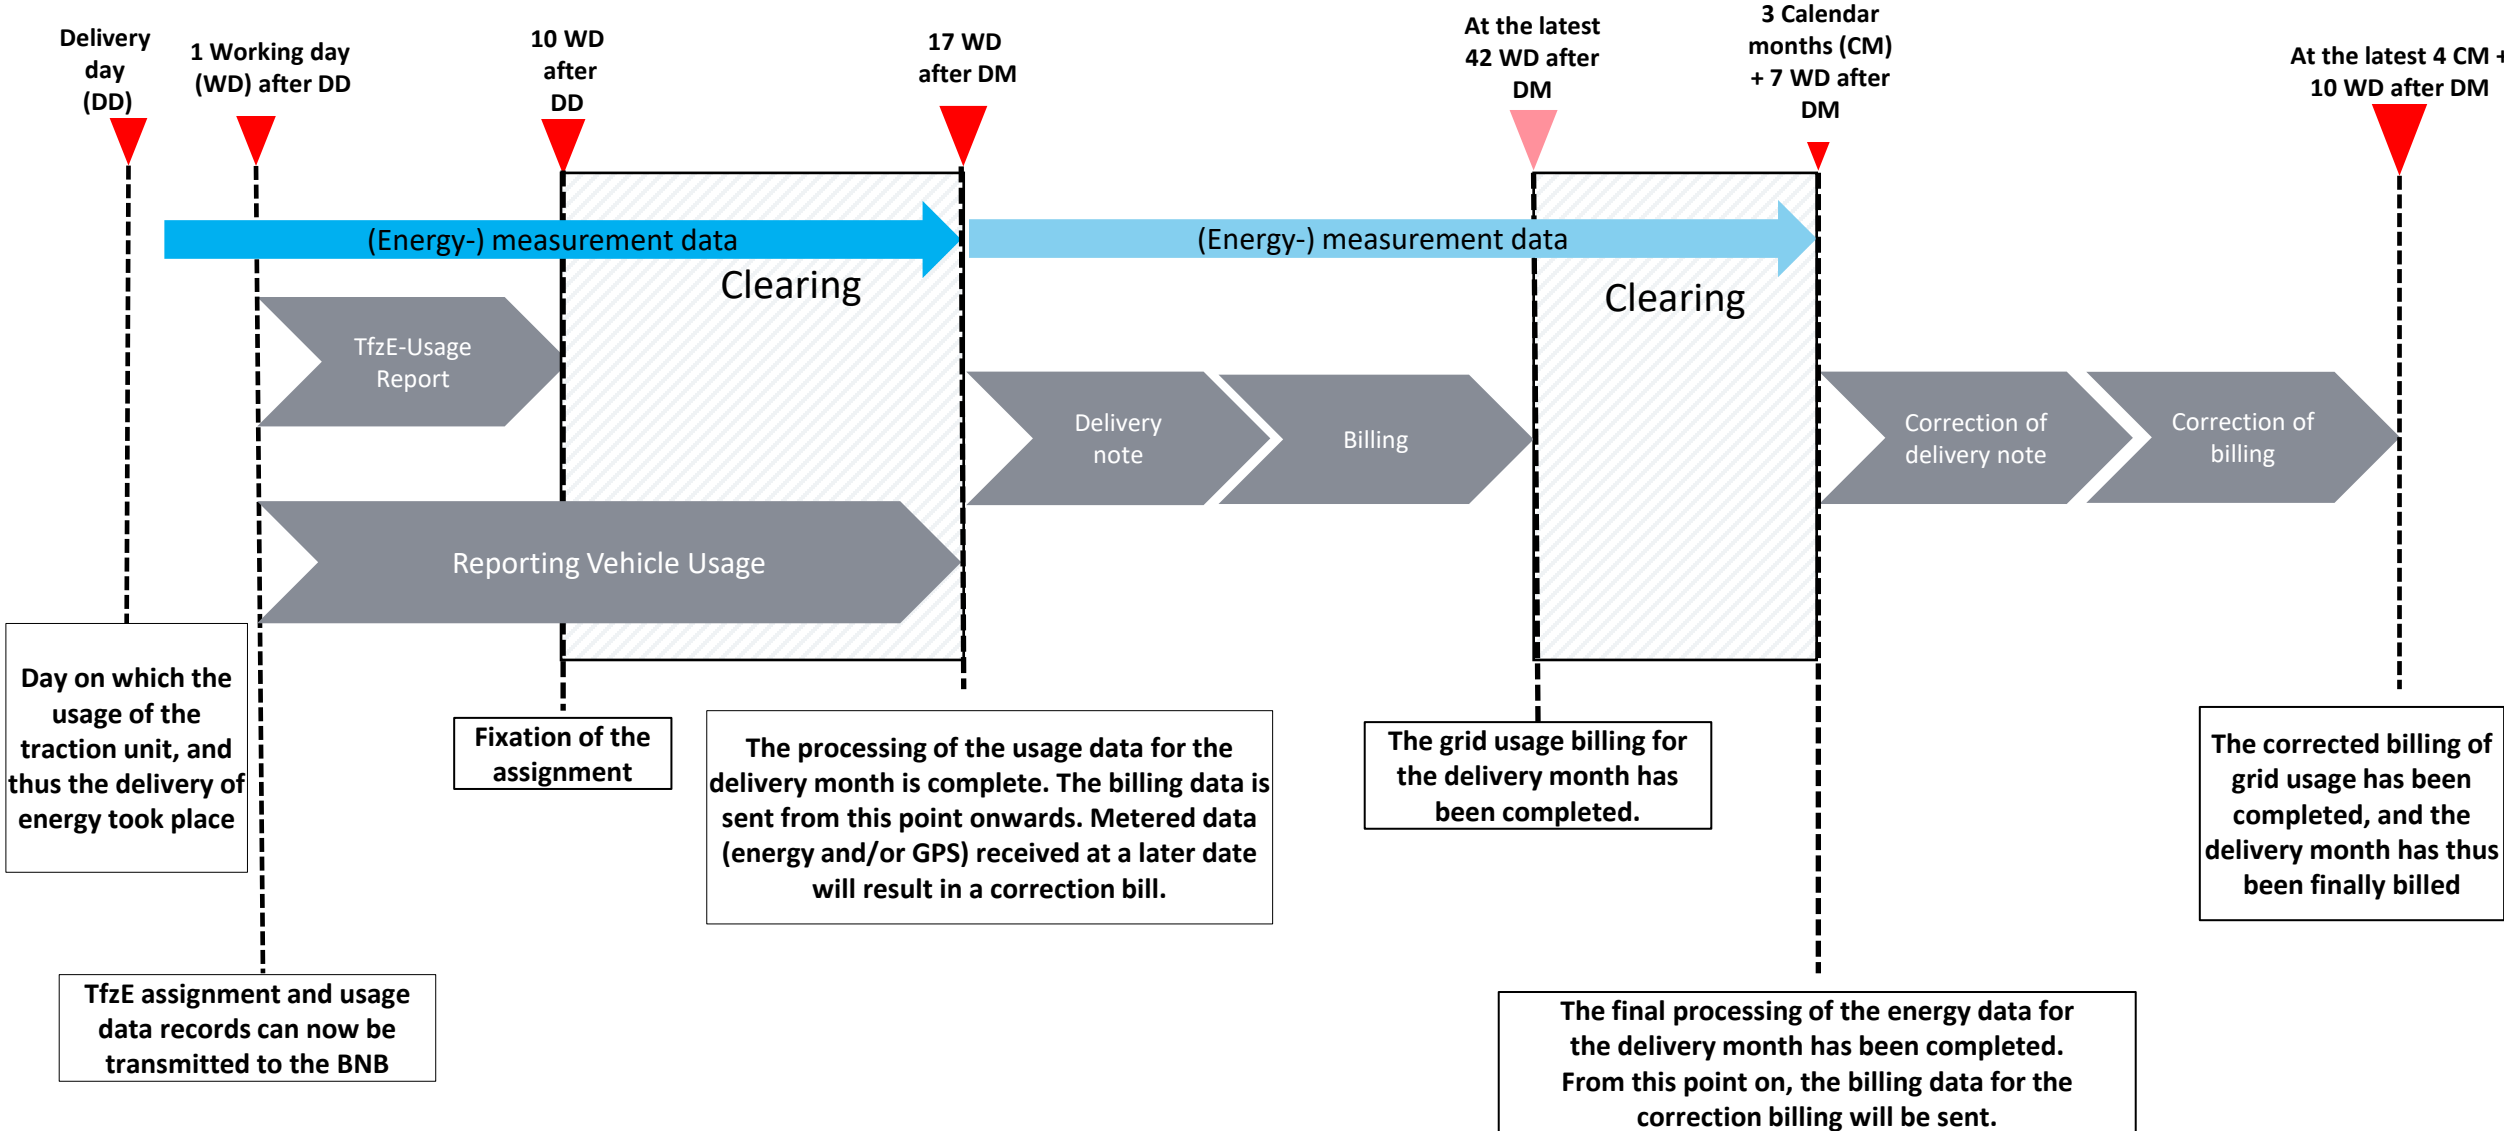 Delivery
day
(DD)
1 Working day
(WD) after DD
10 WD
after
DD
17 WD
after DM
At the latest
42 WD after
DM
3 Calendar
months (CM)
+ 7 WD after
DM
At the latest 4 CM +
10 WD after DM
(Energy-) measurement data
(Energy-) measurement data
Clearing
Clearing
TfzE-Usage
Report
Delivery
note
Billing
Correction of
delivery note
Correction of
billing
Reporting Vehicle Usage
Day on which the
usage of the
traction unit, and
thus the delivery of
energy took place
Fixation of the
assignment
The processing of the usage data for the
delivery month is complete. The billing data is
sent from this point onwards. Metered data
(energy and/or GPS) received at a later date
will result in a correction bill.
The grid usage billing for
the delivery month has
been completed.
The corrected billing of
grid usage has been
completed, and the
delivery month has thus
been finally billed
TfzE assignment and usage
data records can now be
transmitted to the BNB
The final processing of the energy data for
the delivery month has been completed.
From this point on, the billing data for the
correction billing will be sent.